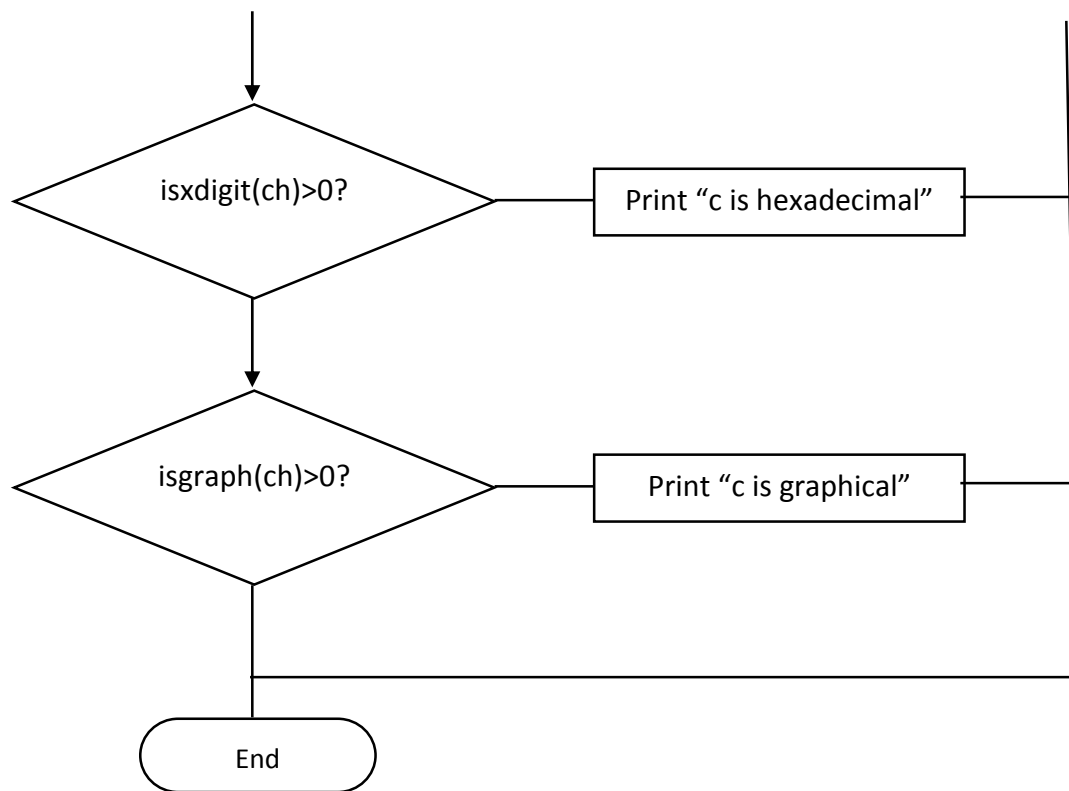 isxdigit(ch)>0?
Print “c is hexadecimal”
isgraph(ch)>0?
Print “c is graphical”
End